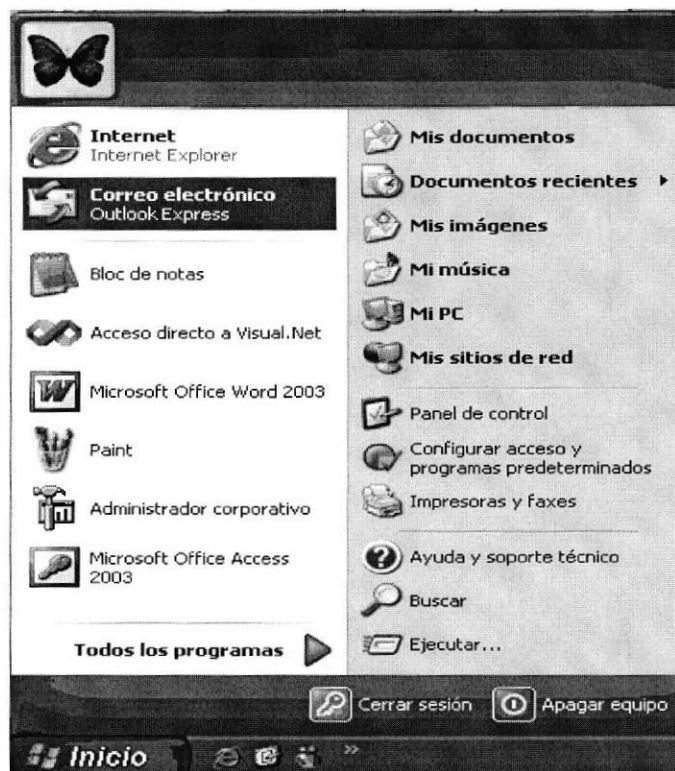 Internet
Internet Explorer
Correo electrónico
Outlook Express
Bloc de notas
Acceso directo a Visual.Net
Microsoft Office Word 2003
Paint
Administrador corporativo
Microsoft Office Access
2003
Todos los programas
Mis documentos
Documentos recientes
Mis imágenes
Mi música
Mi PC
Mis sitios de red
Panel de control
Configurar acceso y
programas predeterminados
Impresoras y faxes
Ayuda y soporte técnico
Buscar
Ejecutar...
Cerrar sesión
Apagar equipo
Inicio